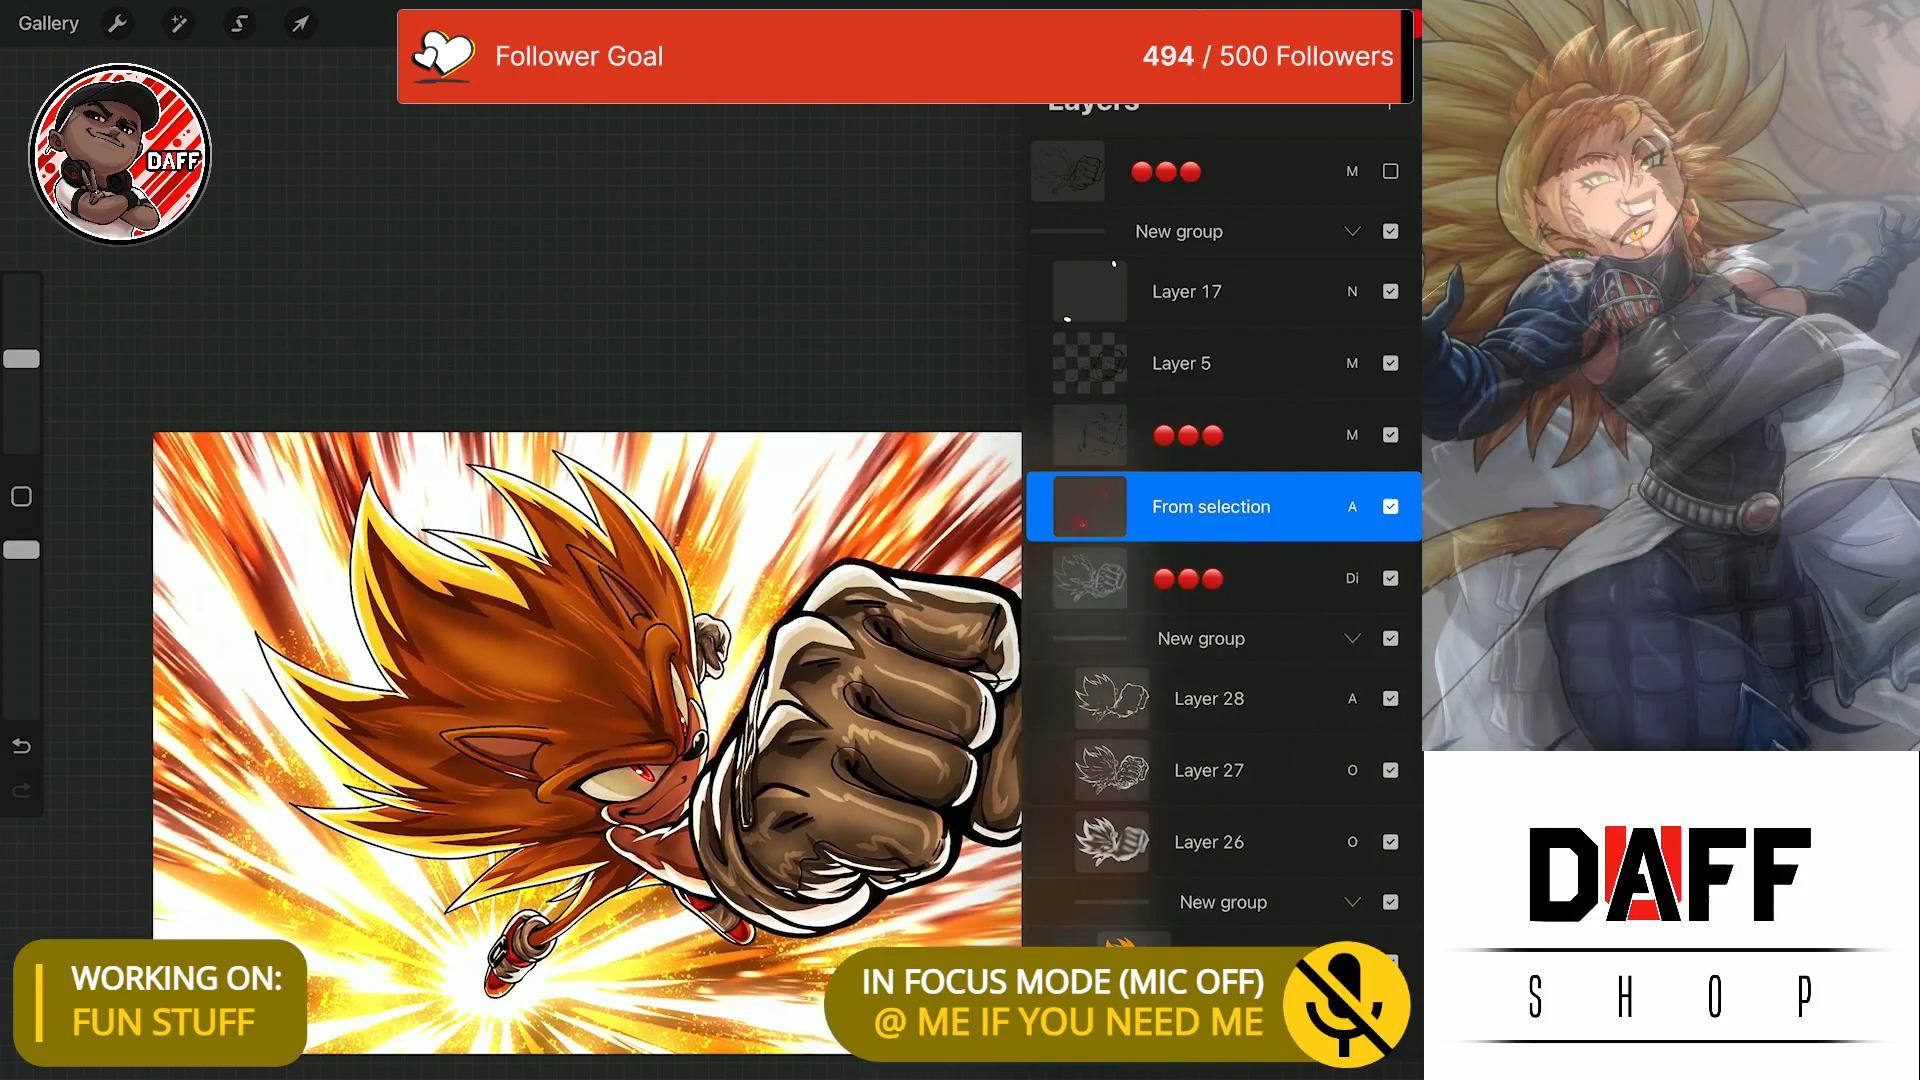 Gallery
Follower Goal
494 / 500 Followers
Layers
DAFF
M
New group
Layer 17 N
Layer 5 M
M
From selection A
Di
New group
Layer 28 A
Layer 27 O
Layer 26 O
New group
WORKING ON:
FUN STUFF
IN FOCUS MODE (MIC OFF)
@ ME IF YOU NEED ME
DAFF
SHOP